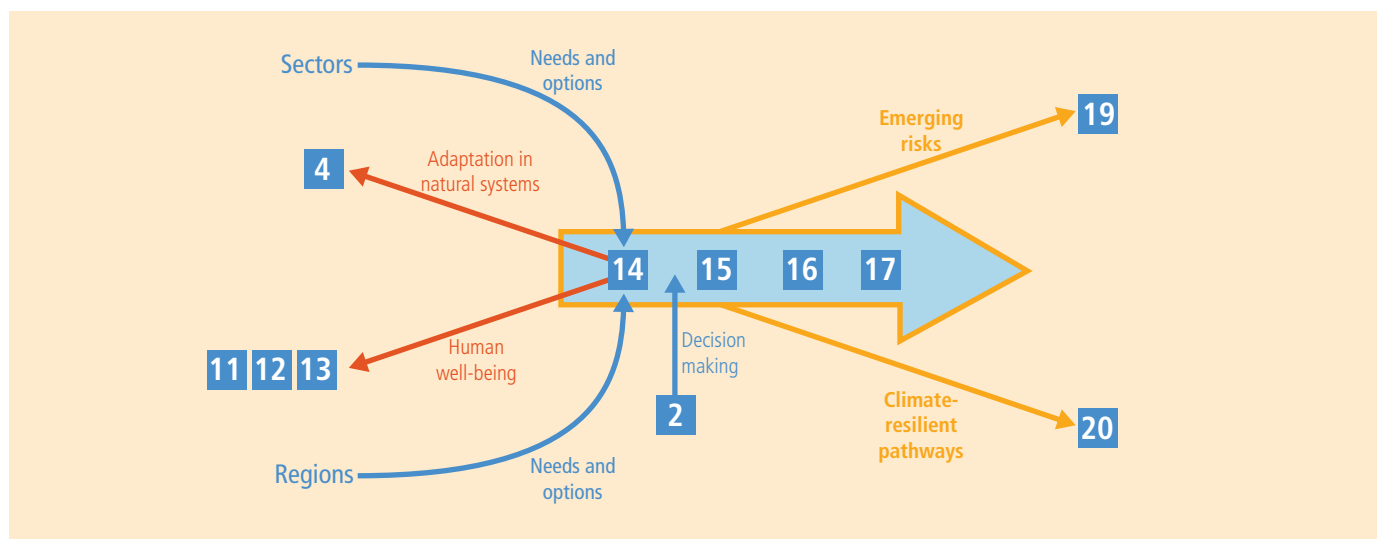 Sectors
Needs and
options
Emerging
risks
19
4
Adaptation in
natural systems
14
15
16
17
11 12 13
Human
well-being
Decision
making
2
Climate-
resilient
pathways
20
Regions
Needs and
options